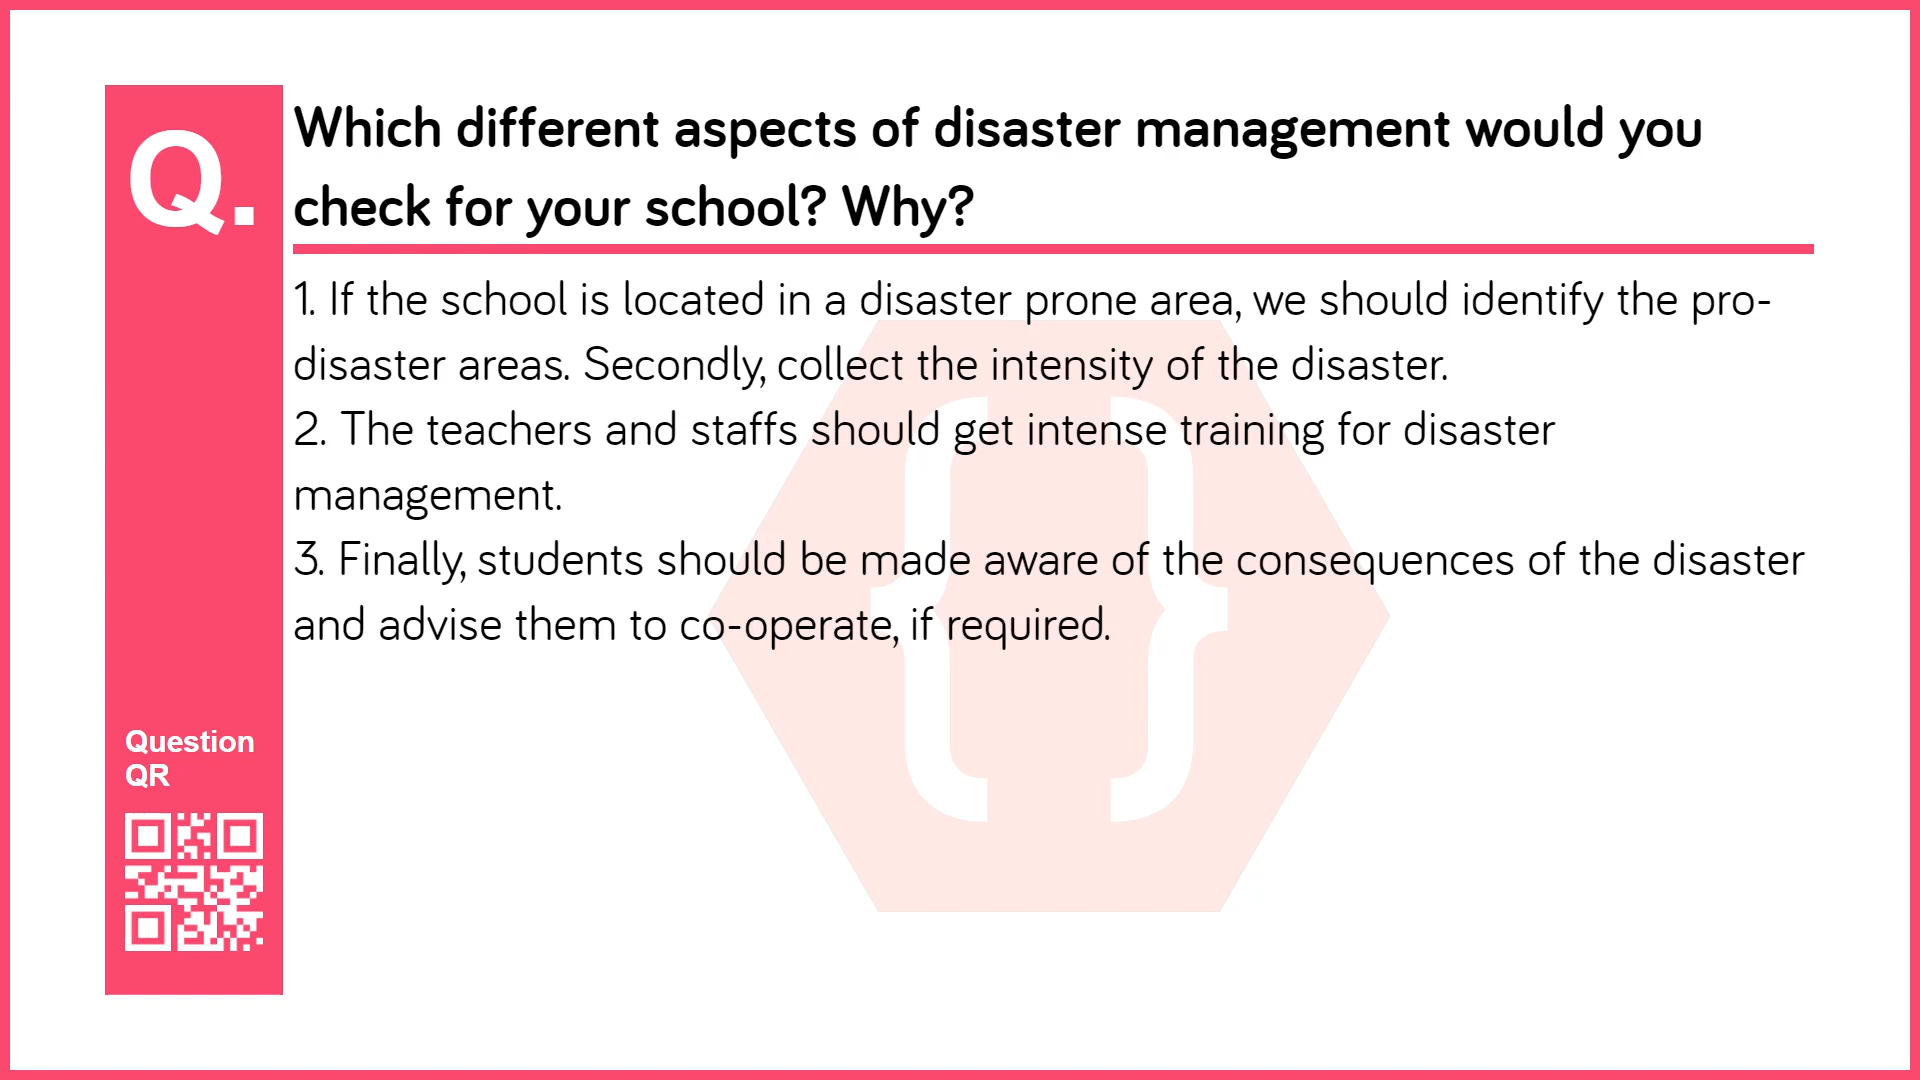 Q.
Which different aspects of disaster management would you
check for your school? Why?
1. If the school is located in a disaster prone area, we should identify the pro-
disaster areas. Secondly, collect the intensity of the disaster.
2. The teachers and staffs should get intense training for disaster
management.
3. Finally, students should be made aware of the consequences of the disaster
and advise them to co-operate, if required.
Question
QR